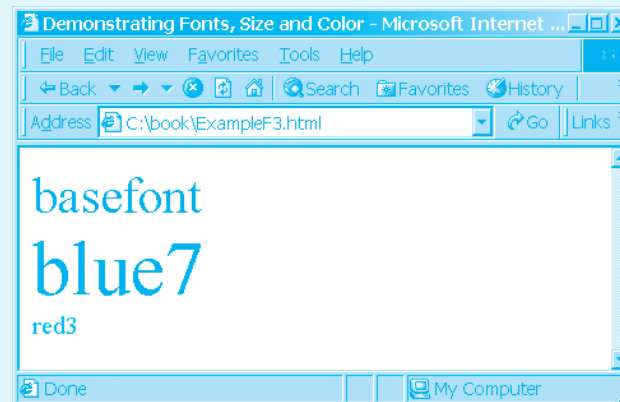 Demonstrating Fonts, Size and Color - Microsoft Internet ...
File Edit View Favorites Tools Help
Back Search Favorites History
Address C:\book\ExampleF3.html Go Links
basefont
blue7
red3
Done My Computer